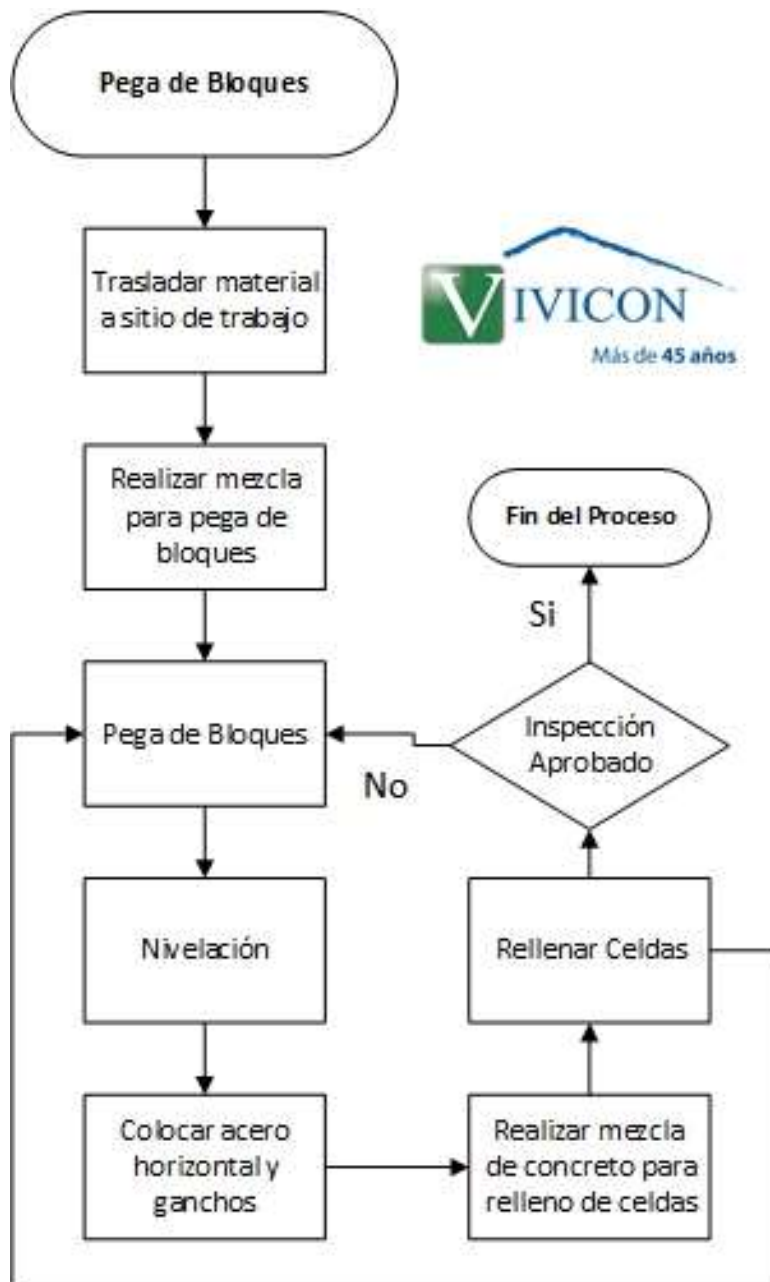 Pega de Bloques
Trasladar material
a sitio de trabajo
VIVICON
Más de 45 años
Realizar mezcla
para pega de
bloques
Fin del Proceso
Si
Pega de Bloques
Inspección
Aprobado
No
Nivelación
Rellenar Celdas
Colocar acero
horizontal y
ganchos
Realizar mezcla
de concreto para
relleno de celdas